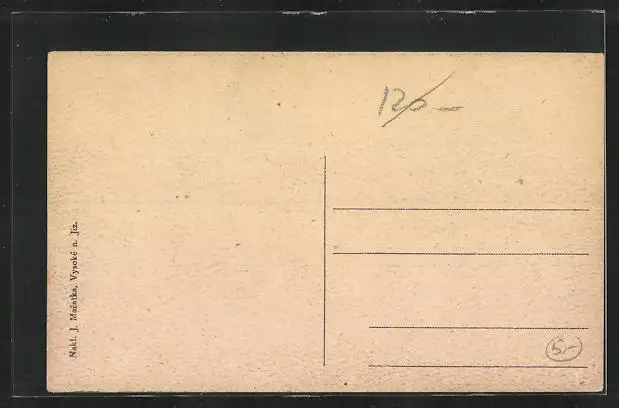 120 –
Nakl. J. Mařatka, Vysoké n. Jiz.
5,–